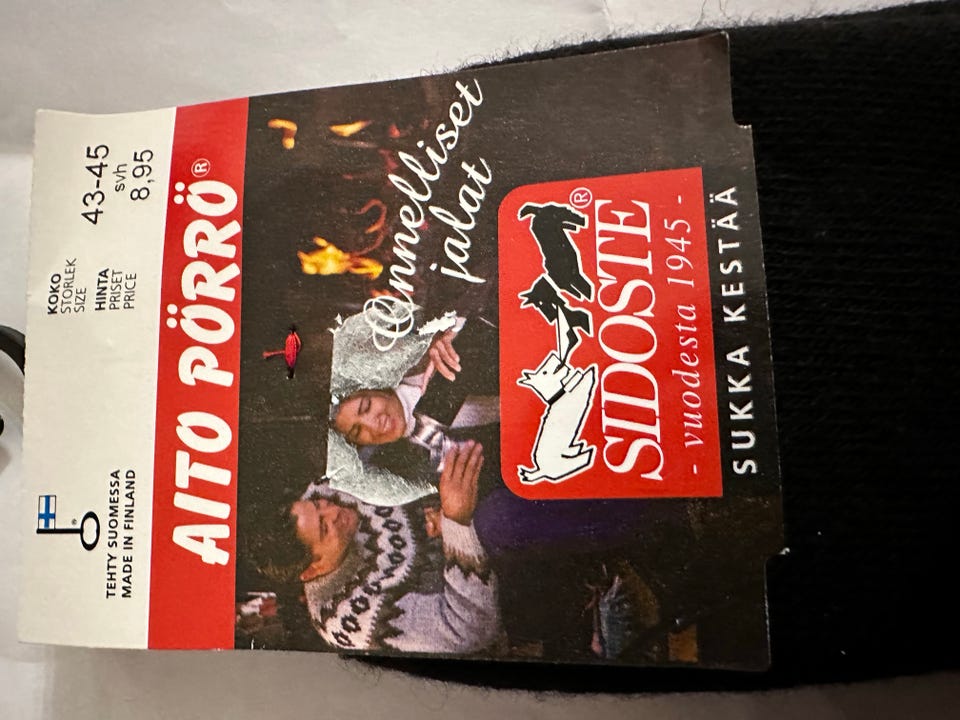 TEHTY SUOMESSA
MADE IN FINLAND
KOKO
STORLEK
SIZE
43-45
HINTA
PRISET
PRICE
svh
8,95
AITO PÖRRÖ®
Onnelliset
jalat
SIDOSTE®
- vuodesta 1945 -
SUKKA KESTÄÄ